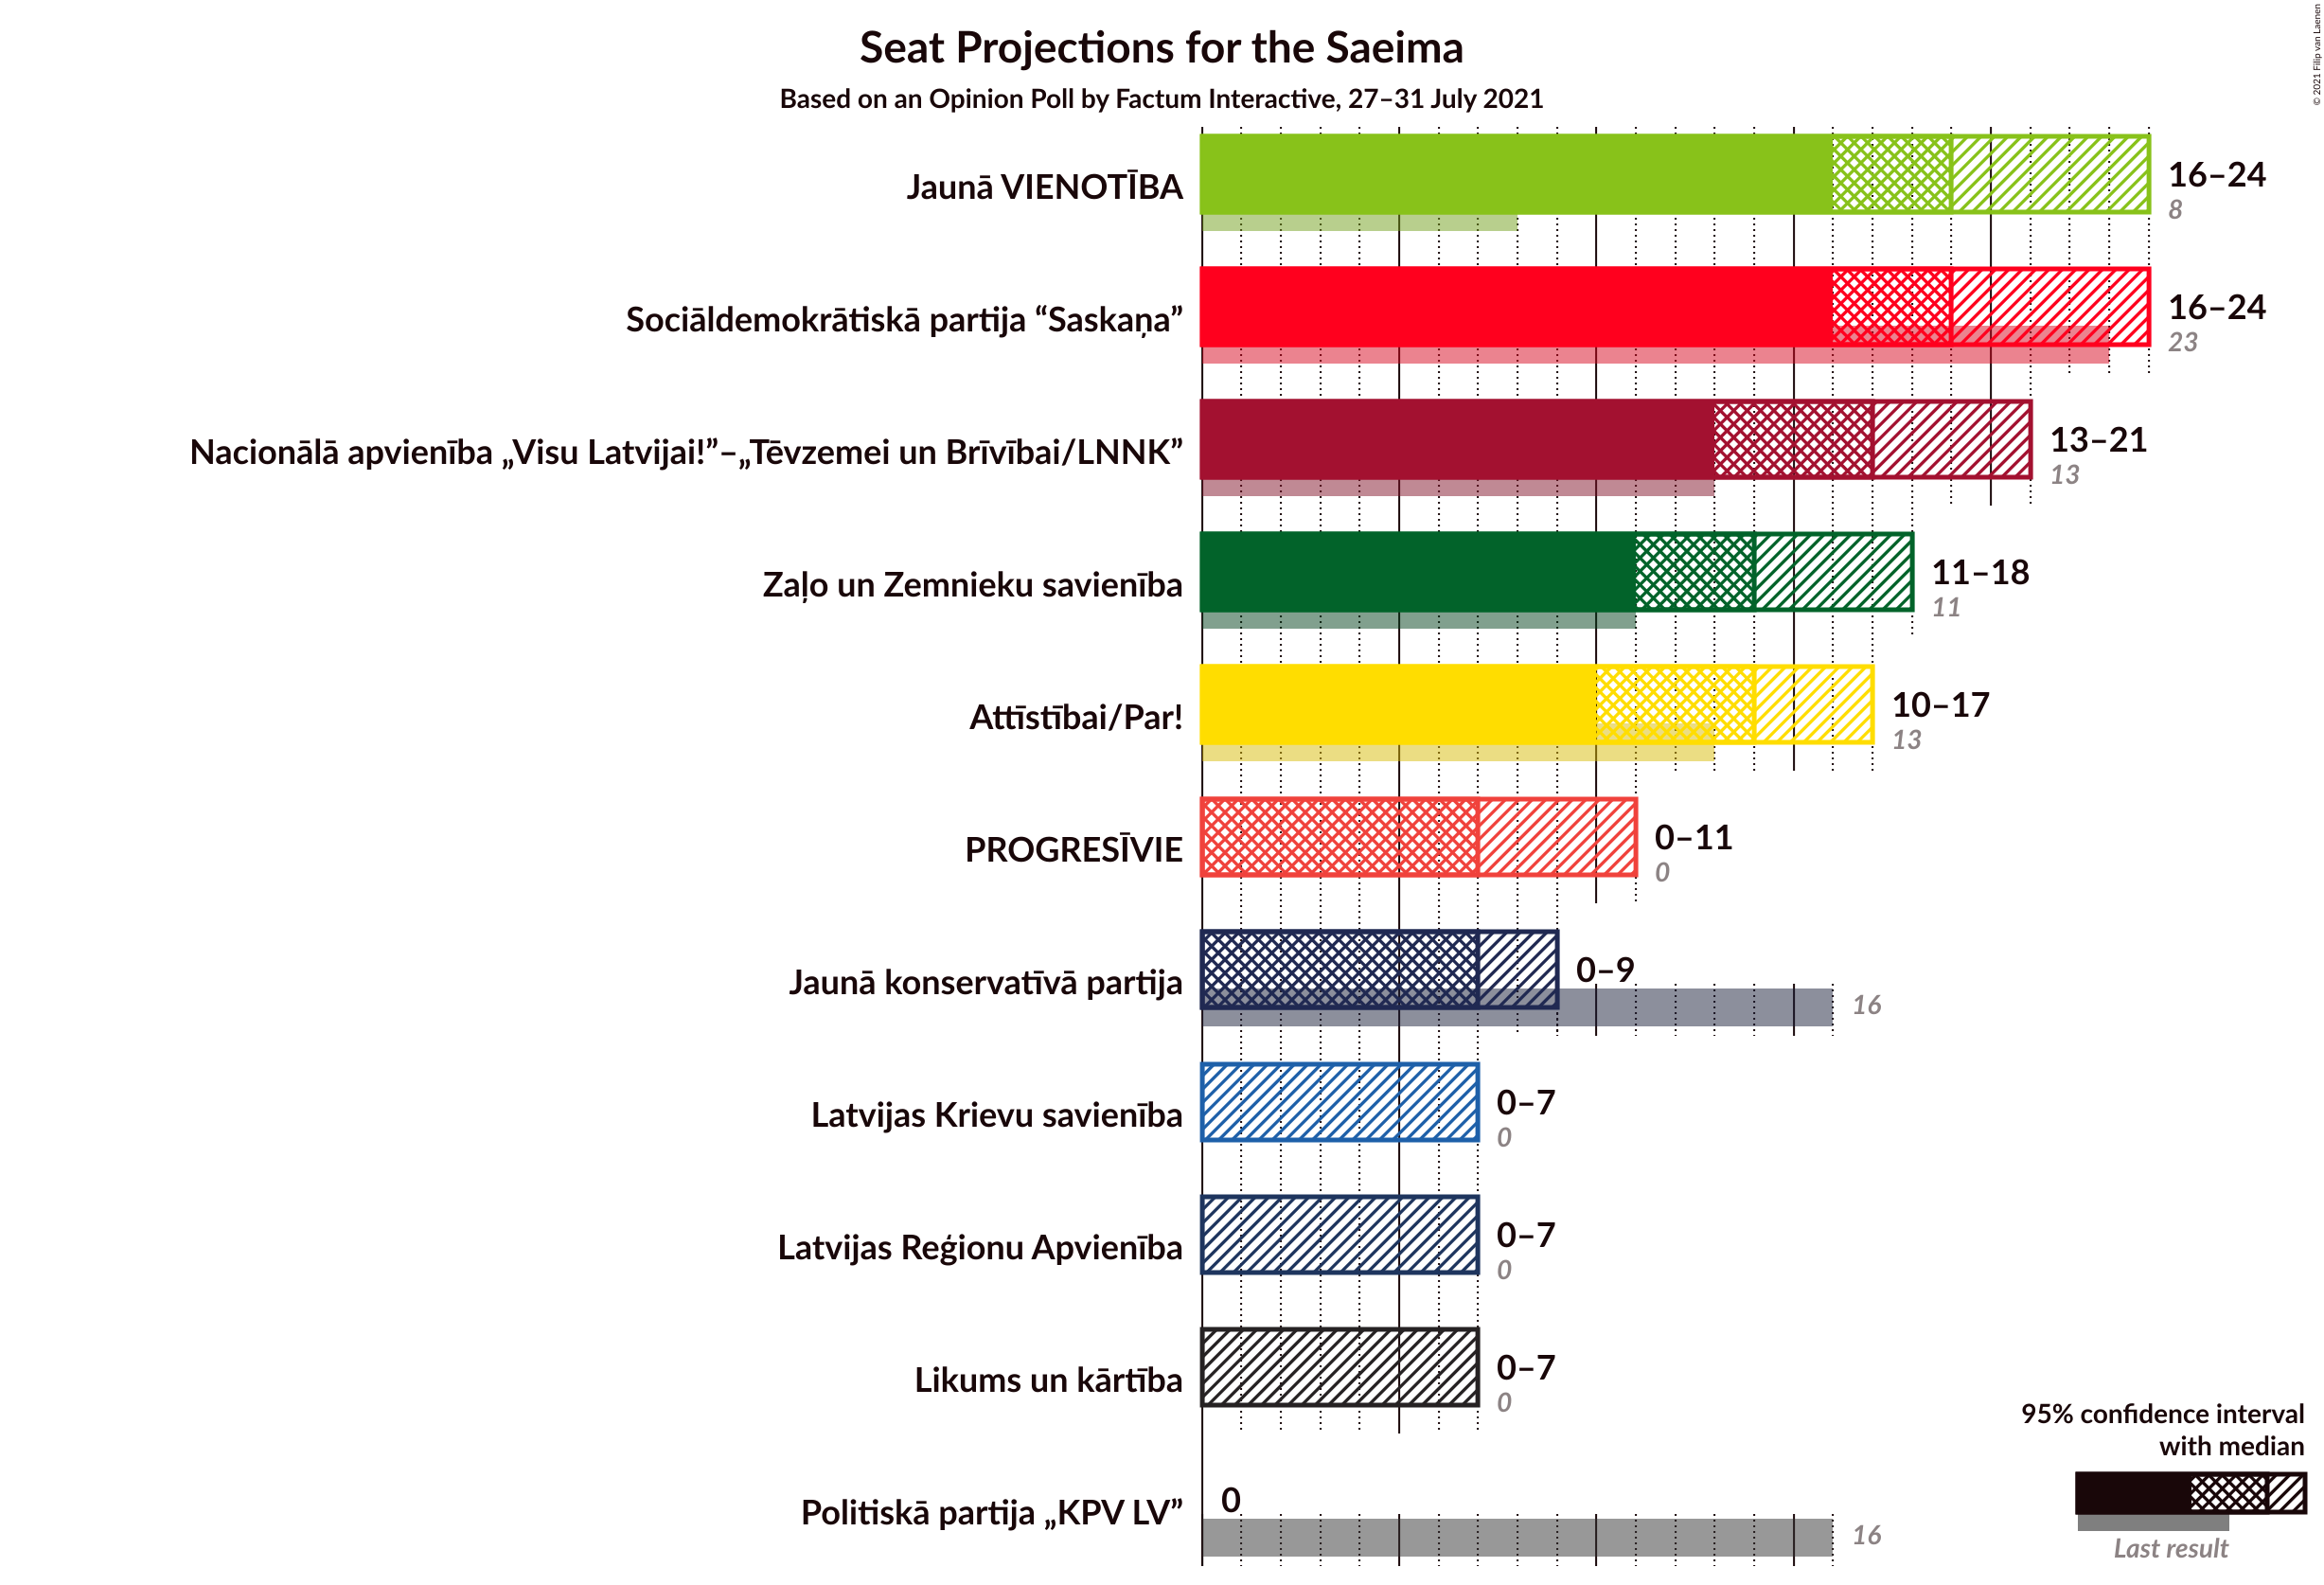 Seat Projections for the Saeima
Based on an Opinion Poll by Factum Interactive, 27–31 July 2021
© 2021 Filip van Laenen
Jaunā VIENOTĪBA
16–24
8
Sociāldemokrātiskā partija “Saskaņa”
16–24
23
Nacionālā apvienība „Visu Latvijai!”–„Tēvzemei un Brīvībai/LNNK”
13–21
13
Zaļo un Zemnieku savienība
11–18
11
Attīstībai/Par!
10–17
13
PROGRESĪVIE
0–11
0
Jaunā konservatīvā partija
0–9
16
Latvijas Krievu savienība
0–7
0
Latvijas Reģionu Apvienība
0–7
0
Likums un kārtība
0–7
0
Politiskā partija „KPV LV”
0
16
95% confidence interval
with median
Last result